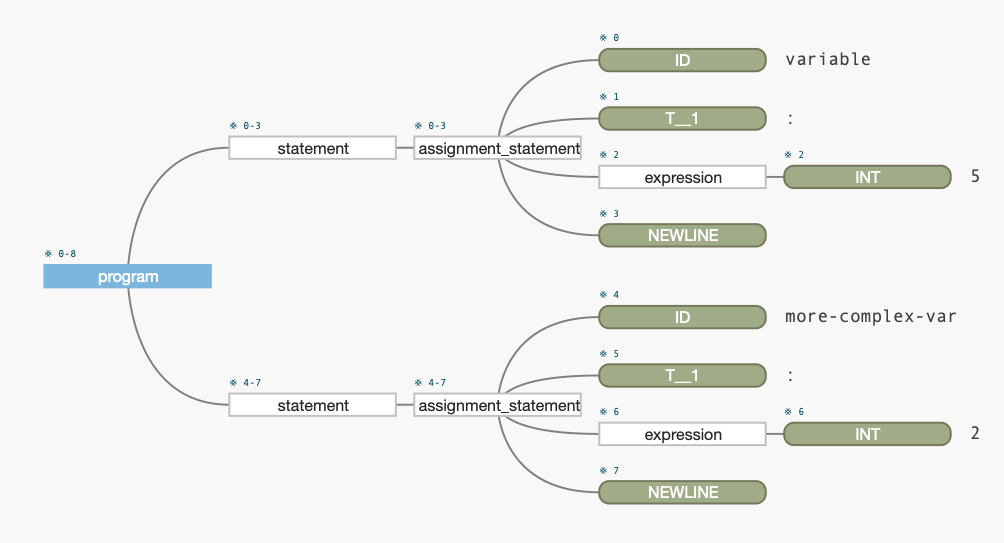 ※ 0
ID variable
※ 1
T__1 :
※ 0-3 ※ 0-3
statement assignment_statement
※ 2 ※ 2
expression INT 5
※ 3
NEWLINE
※ 0-8
program
※ 4
ID more-complex-var
※ 5
T__1 :
※ 4-7 ※ 4-7
statement assignment_statement
※ 6 ※ 6
expression INT 2
※ 7
NEWLINE